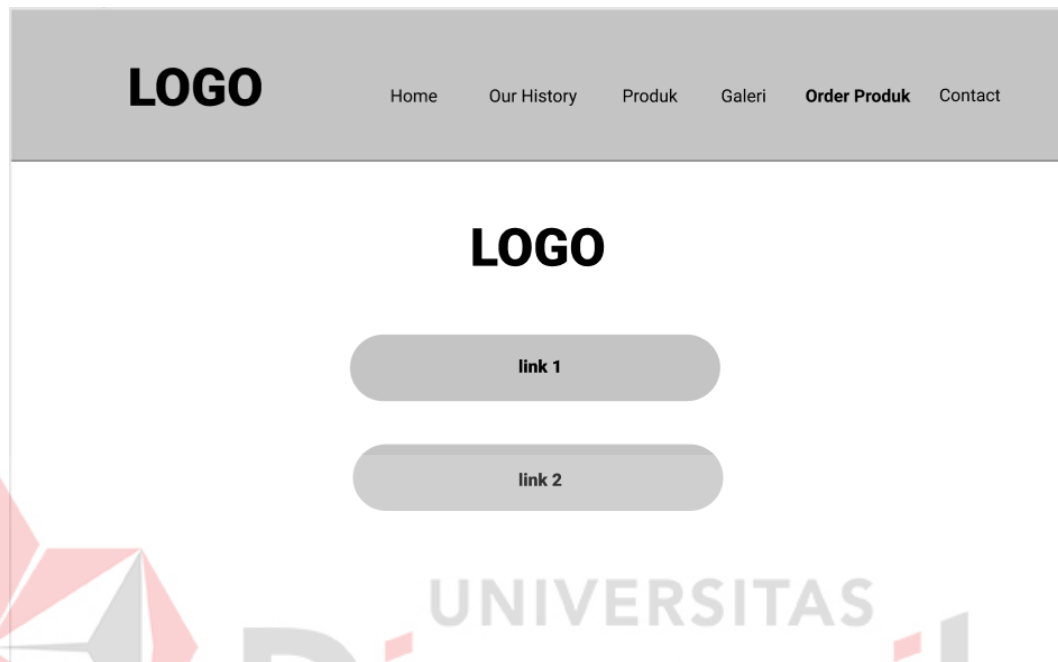 LOGO
Home Our History Produk Galeri Order Produk Contact
LOGO
link 1
link 2
UNIVERSITAS